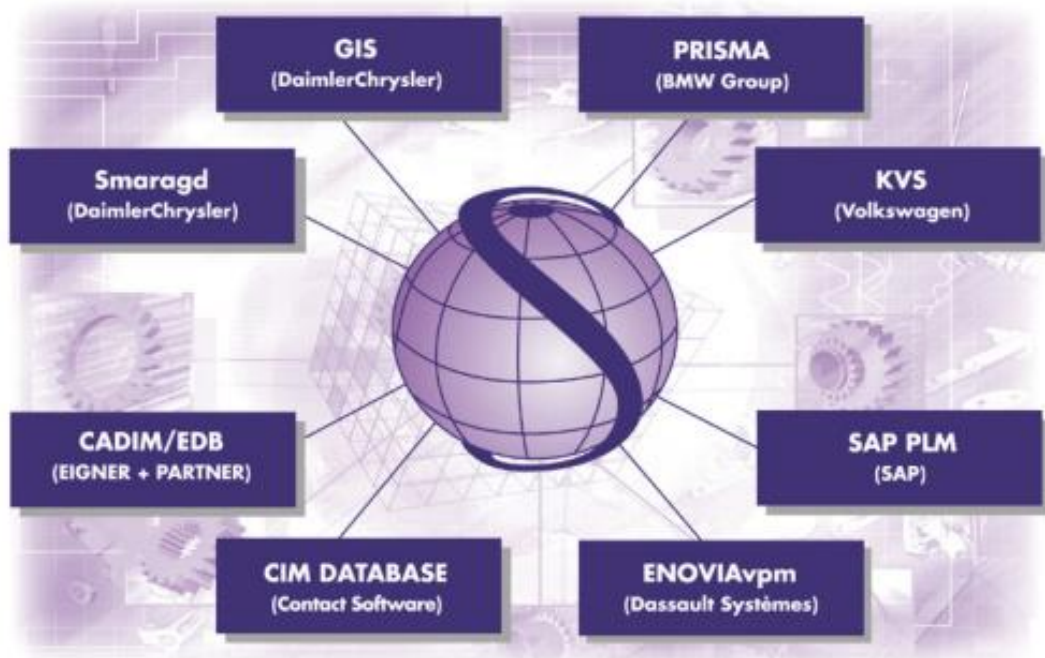 GIS
(DaimlerChrysler)
PRISMA
(BMW Group)
Smaragd
(DaimlerChrysler)
KVS
(Volkswagen)
CADIM/EDB
(EIGNER + PARTNER)
SAP PLM
(SAP)
CIM DATABASE
(Contact Software)
ENOVIAvpm
(Dassault Systèmes)